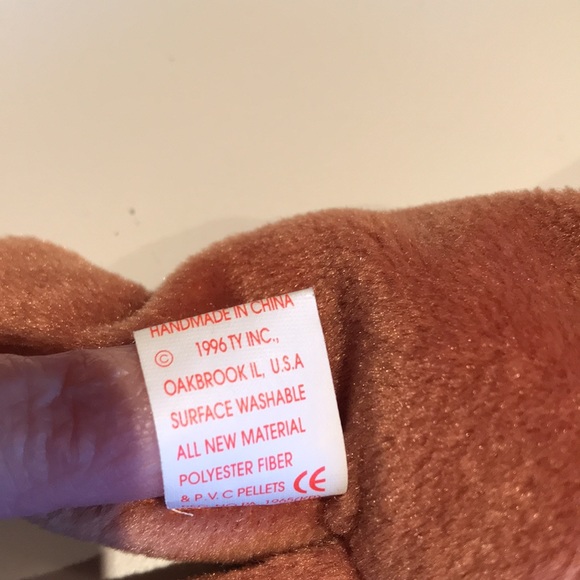 HANDMADE IN CHINA
© 1996 TY INC.,
OAKBROOK IL, U.S.A
SURFACE WASHABLE
ALL NEW MATERIAL
POLYESTER FIBER
& P.V.C PELLETS CE